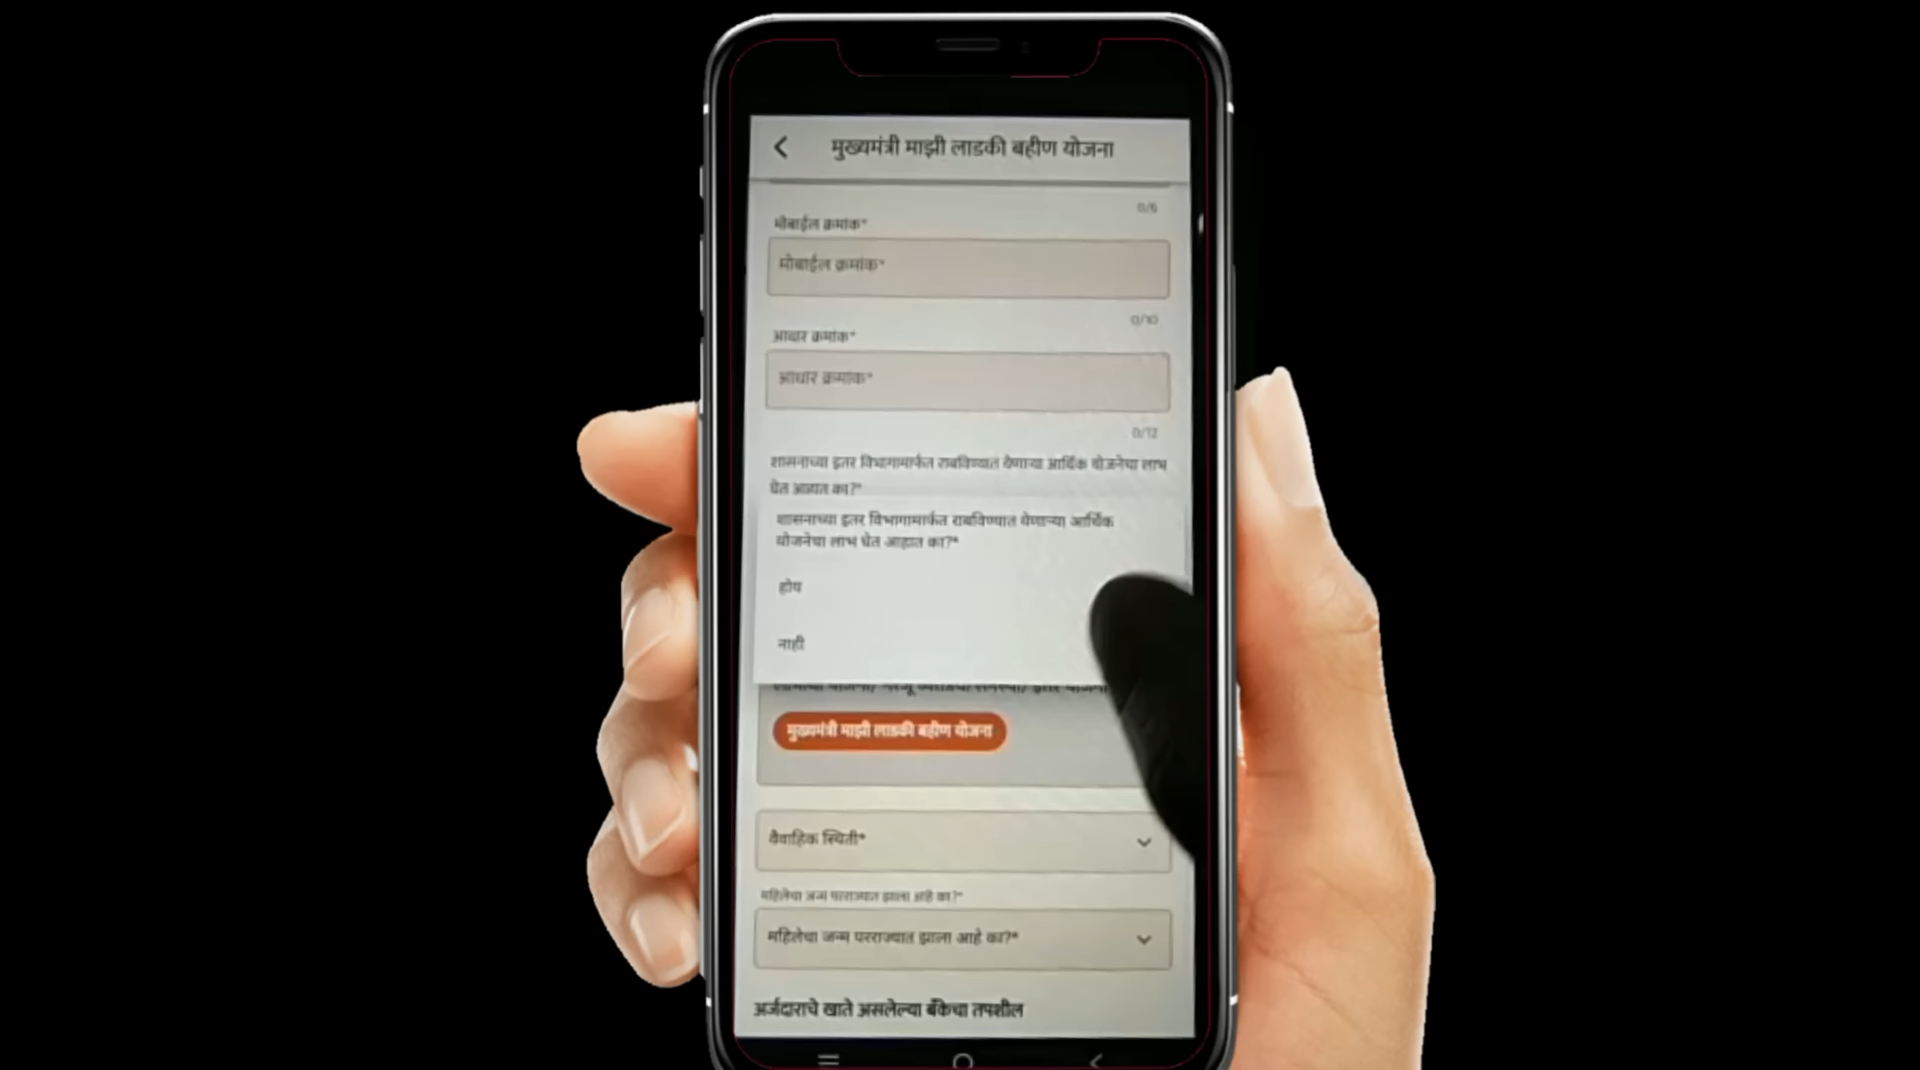 मुख्यमंत्री माझी लाडकी बहीण योजना
0/6
मोबाईल क्रमांक*
मोबाईल क्रमांक*
0/10
आधार क्रमांक*
आधार क्रमांक*
0/12
शासनाच्या इतर विभागामार्फत राबविण्यात येणाऱ्या आर्थिक योजनेचा लाभ
घेत आहात का?*
शासनाच्या इतर विभागामार्फत राबविण्यात येणाऱ्या आर्थिक
योजनेचा लाभ घेत आहात का?*
होय
नाही
मुख्यमंत्री माझी लाडकी बहीण योजना
वैवाहिक स्थिती*
महिलेचा जन्म परराज्यात झाला आहे का?*
महिलेचा जन्म परराज्यात झाला आहे का?*
अर्जदाराचे खाते असलेल्या बँकेचा तपशील